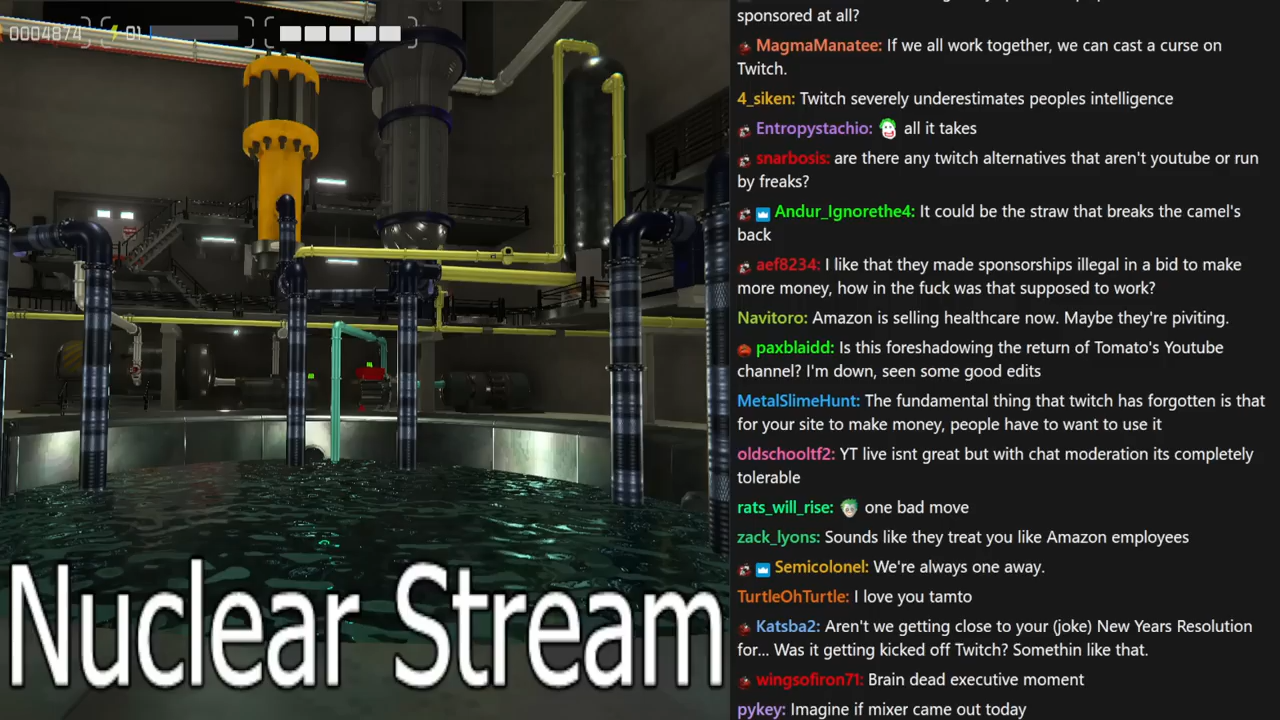 0004874
01
Nuclear Stream
sponsored at all?
MagmaManatee: If we all work together, we can cast a curse on
Twitch.
4_siken: Twitch severely underestimates peoples intelligence
Entropystachio: all it takes
snarbosis: are there any twitch alternatives that aren't youtube or run
by freaks?
Andur_Ignorethe4: It could be the straw that breaks the camel's
back
aef8234: I like that they made sponsorships illegal in a bid to make
more money, how in the fuck was that supposed to work?
Navitoro: Amazon is selling healthcare now. Maybe they're piviting.
paxblaidd: Is this foreshadowing the return of Tomato's Youtube
channel? I'm down, seen some good edits
MetalSlimeHunt: The fundamental thing that twitch has forgotten is that
for your site to make money, people have to want to use it
oldschooltf2: YT live isnt great but with chat moderation its completely
tolerable
rats_will_rise: one bad move
zack_lyons: Sounds like they treat you like Amazon employees
Semicolonel: We're always one away.
TurtleOhTurtle: I love you tamto
Katsba2: Aren't we getting close to your (joke) New Years Resolution
for... Was it getting kicked off Twitch? Somethin like that.
wingsofiron71: Brain dead executive moment
pykey: Imagine if mixer came out today